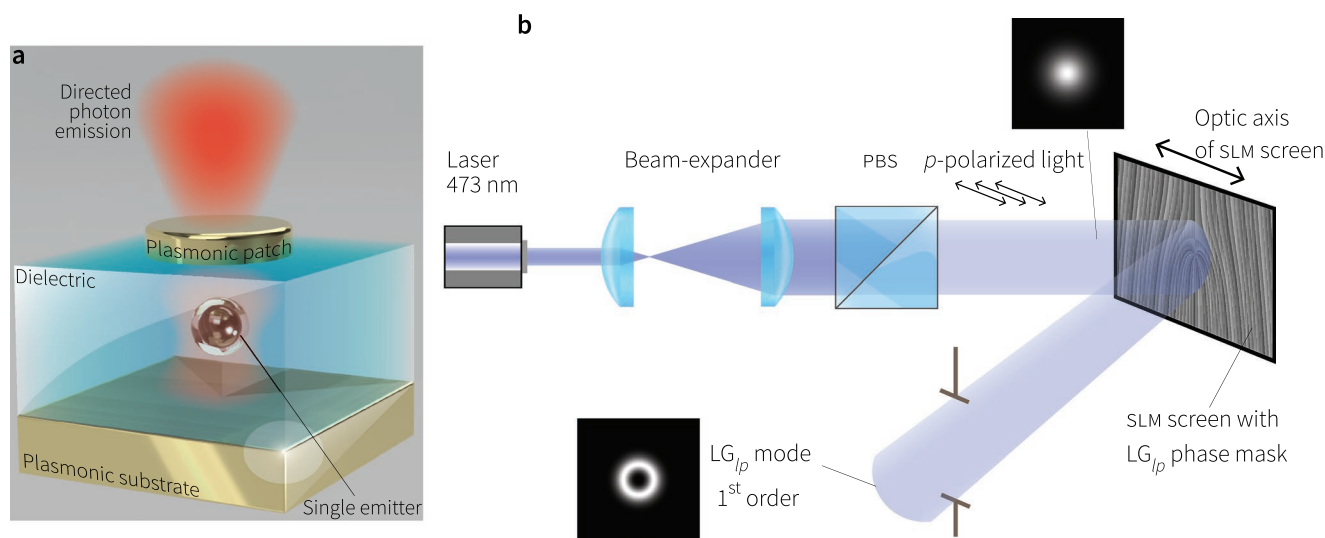 a
Directed
photon
emission
Plasmonic patch
Dielectric
Plasmonic substrate
Single emitter
b
Laser
473 nm
Beam-expander
PBS
p-polarized light
Optic axis
of SLM screen
SLM screen with
LGlp phase mask
LGlp mode
1st order